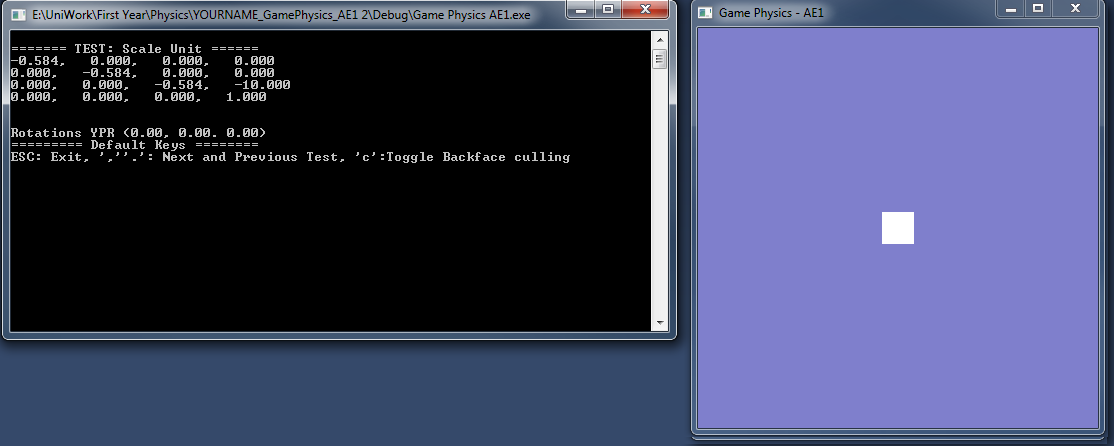 E:\UniWork\First Year\Physics\YOURNAME_GamePhysics_AE1 2\Debug\Game Physics AE1.exe
======= TEST: Scale Unit ======
-0.584,   0.000,   0.000,   0.000
0.000,   -0.584,   0.000,   0.000
0.000,   0.000,   -0.584,   -10.000
0.000,   0.000,   0.000,   1.000
Rotations YPR (0.00, 0.00. 0.00)
========= Default Keys ========
ESC: Exit, ',''.': Next and Previous Test, 'c':Toggle Backface culling
Game Physics - AE1